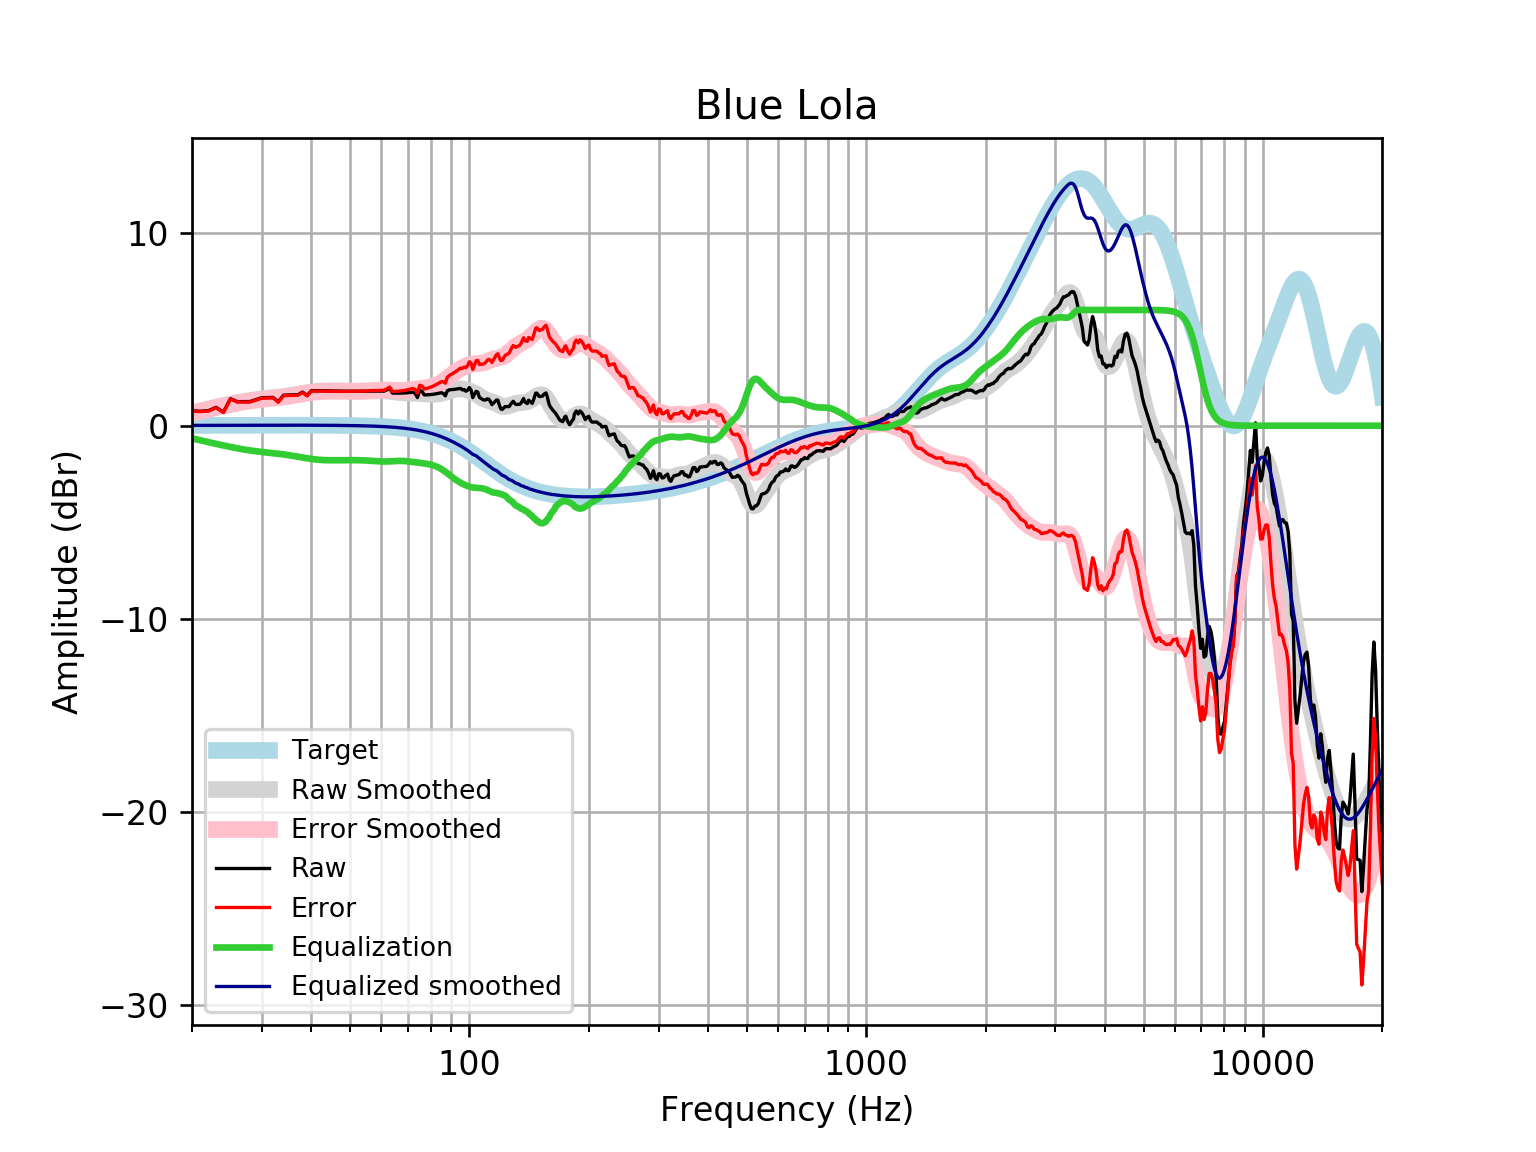 Blue Lola
10
0
−10
−20
−30
Amplitude (dBr)
Target
Raw Smoothed
Error Smoothed
Raw
Error
Equalization
Equalized smoothed
100 1000 10000
Frequency (Hz)